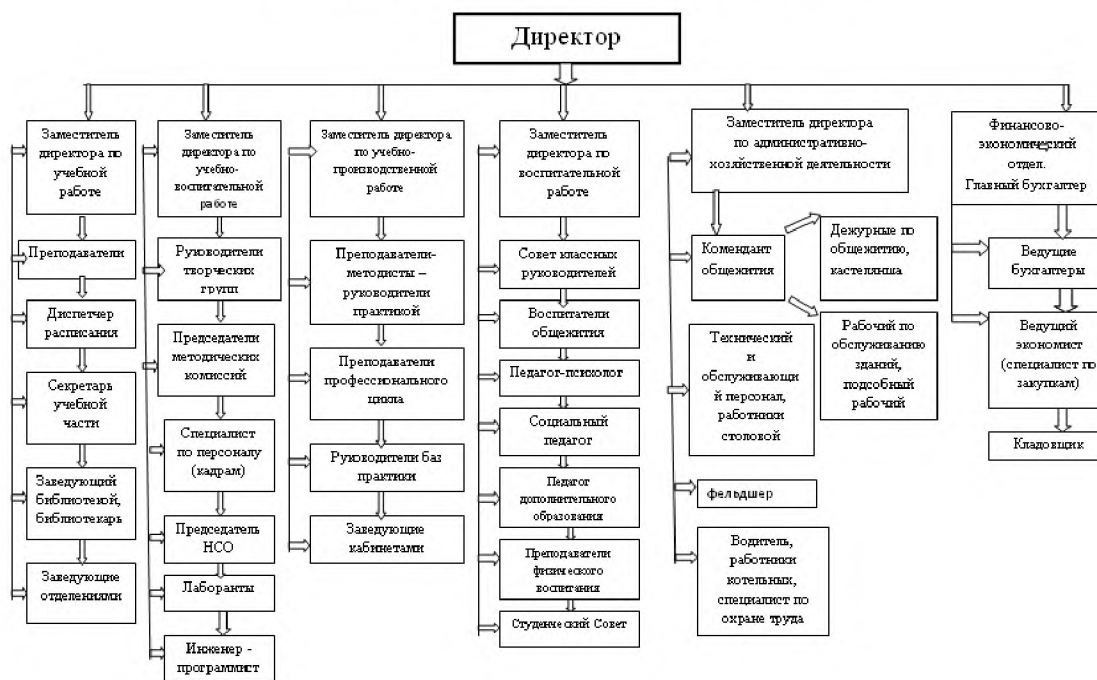 Директор
Заместитель
директора по
учебной
работе
Преподаватели
Диспетчер
расписания
Секретарь
учебной
части
Заведующий
библиотекой,
библиотекарь
Заведующие
отделениями
Заместитель
директора по
учебно-
воспитательной
работе
Руководители
творческих
групп
Председатели
методических
комиссий
Специалист
по персоналу
(кадрам)
Председатель
НСО
Лаборанты
Инженер -
программист
Заместитель директора
по учебно-
производственной
работе
Преподаватели-
методисты –
руководители
практикой
Преподаватели
профессионального
цикла
Руководители баз
практики
Заведующие
кабинетами
Заместитель
директора по
воспитательной
работе
Совет классных
руководителей
Воспитатели
общежития
Педагог-психолог
Социальный
педагог
Педагог
дополнительного
образования
Преподаватели
физического
воспитания
Студенческий Совет
Заместитель директора
по административно-
хозяйственной деятельности
Комендант
общежития
Дежурные по
общежитию,
кастелянша
Рабочий по
обслуживанию
зданий,
подсобный
рабочий
Технический
и
обслуживающи
й персонал,
работники
столовой
фельдшер
Водитель,
работники
котельных,
специалист по
охране труда
Финансово-
экономический
отдел.
Главный бухгалтер
Ведущие
бухгалтеры
Ведущий
экономист
(специалист по
закупкам)
Кладовщик